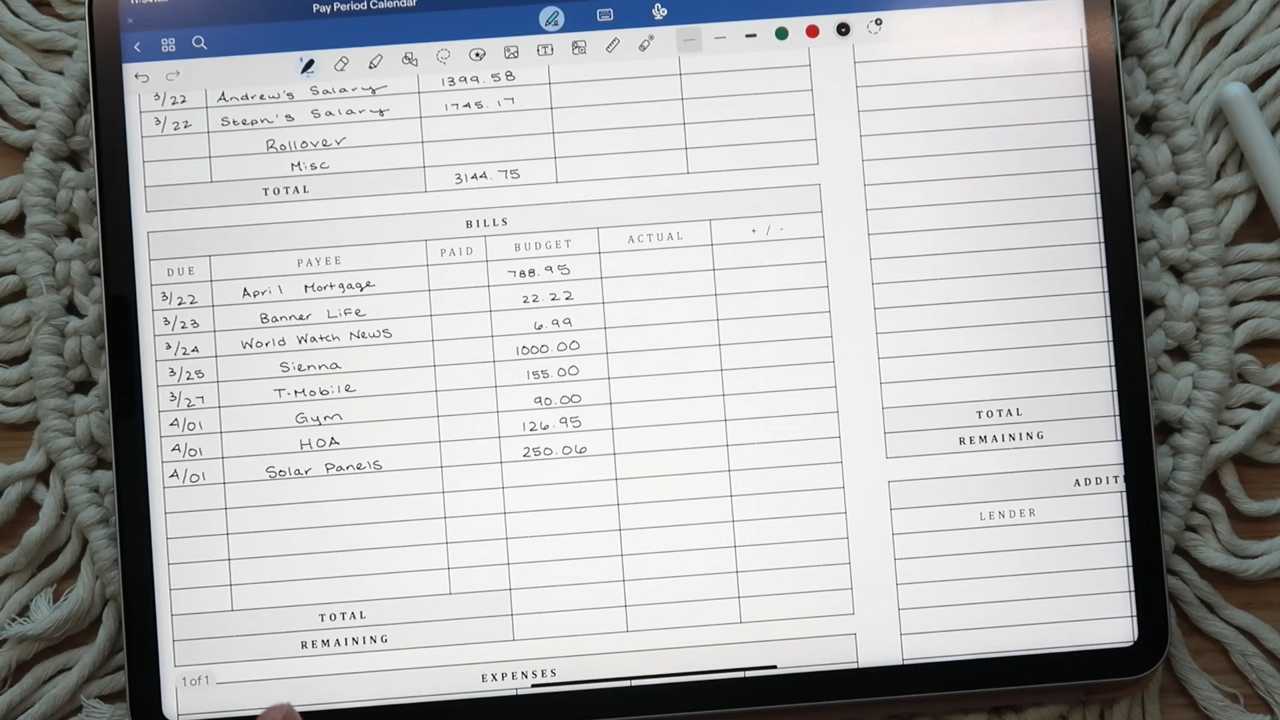 Pay Period Calendar
3/22 Andrew's Salary 1399.58
3/22 Steph's Salary 1745.17
Rollover
Misc
TOTAL 3144.75
BILLS
DUE PAYEE PAID BUDGET ACTUAL + / -
3/22 April Mortgage 788.95
3/23 Banner Life 22.22
3/24 World Watch News 6.99
3/25 Sienna 1000.00
3/27 T-Mobile 155.00
4/01 Gym 90.00
4/01 HOA 126.95
4/01 Solar Panels 250.06
TOTAL
REMAINING
1 of 1
EXPENSES
TOTAL
REMAINING
ADDIT
LENDER